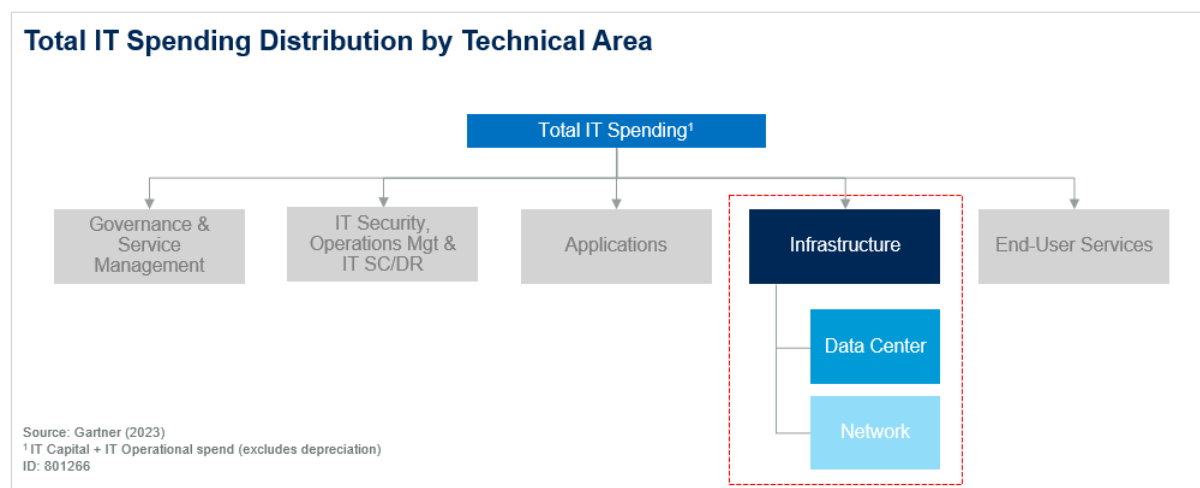 Total IT Spending Distribution by Technical Area
Total IT Spending¹
Governance &
Service
Management
IT Security,
Operations Mgt &
IT SC/DR
Applications
Infrastructure
End-User Services
Data Center
Network
Source: Gartner (2023)
¹ IT Capital + IT Operational spend (excludes depreciation)
ID: 801266